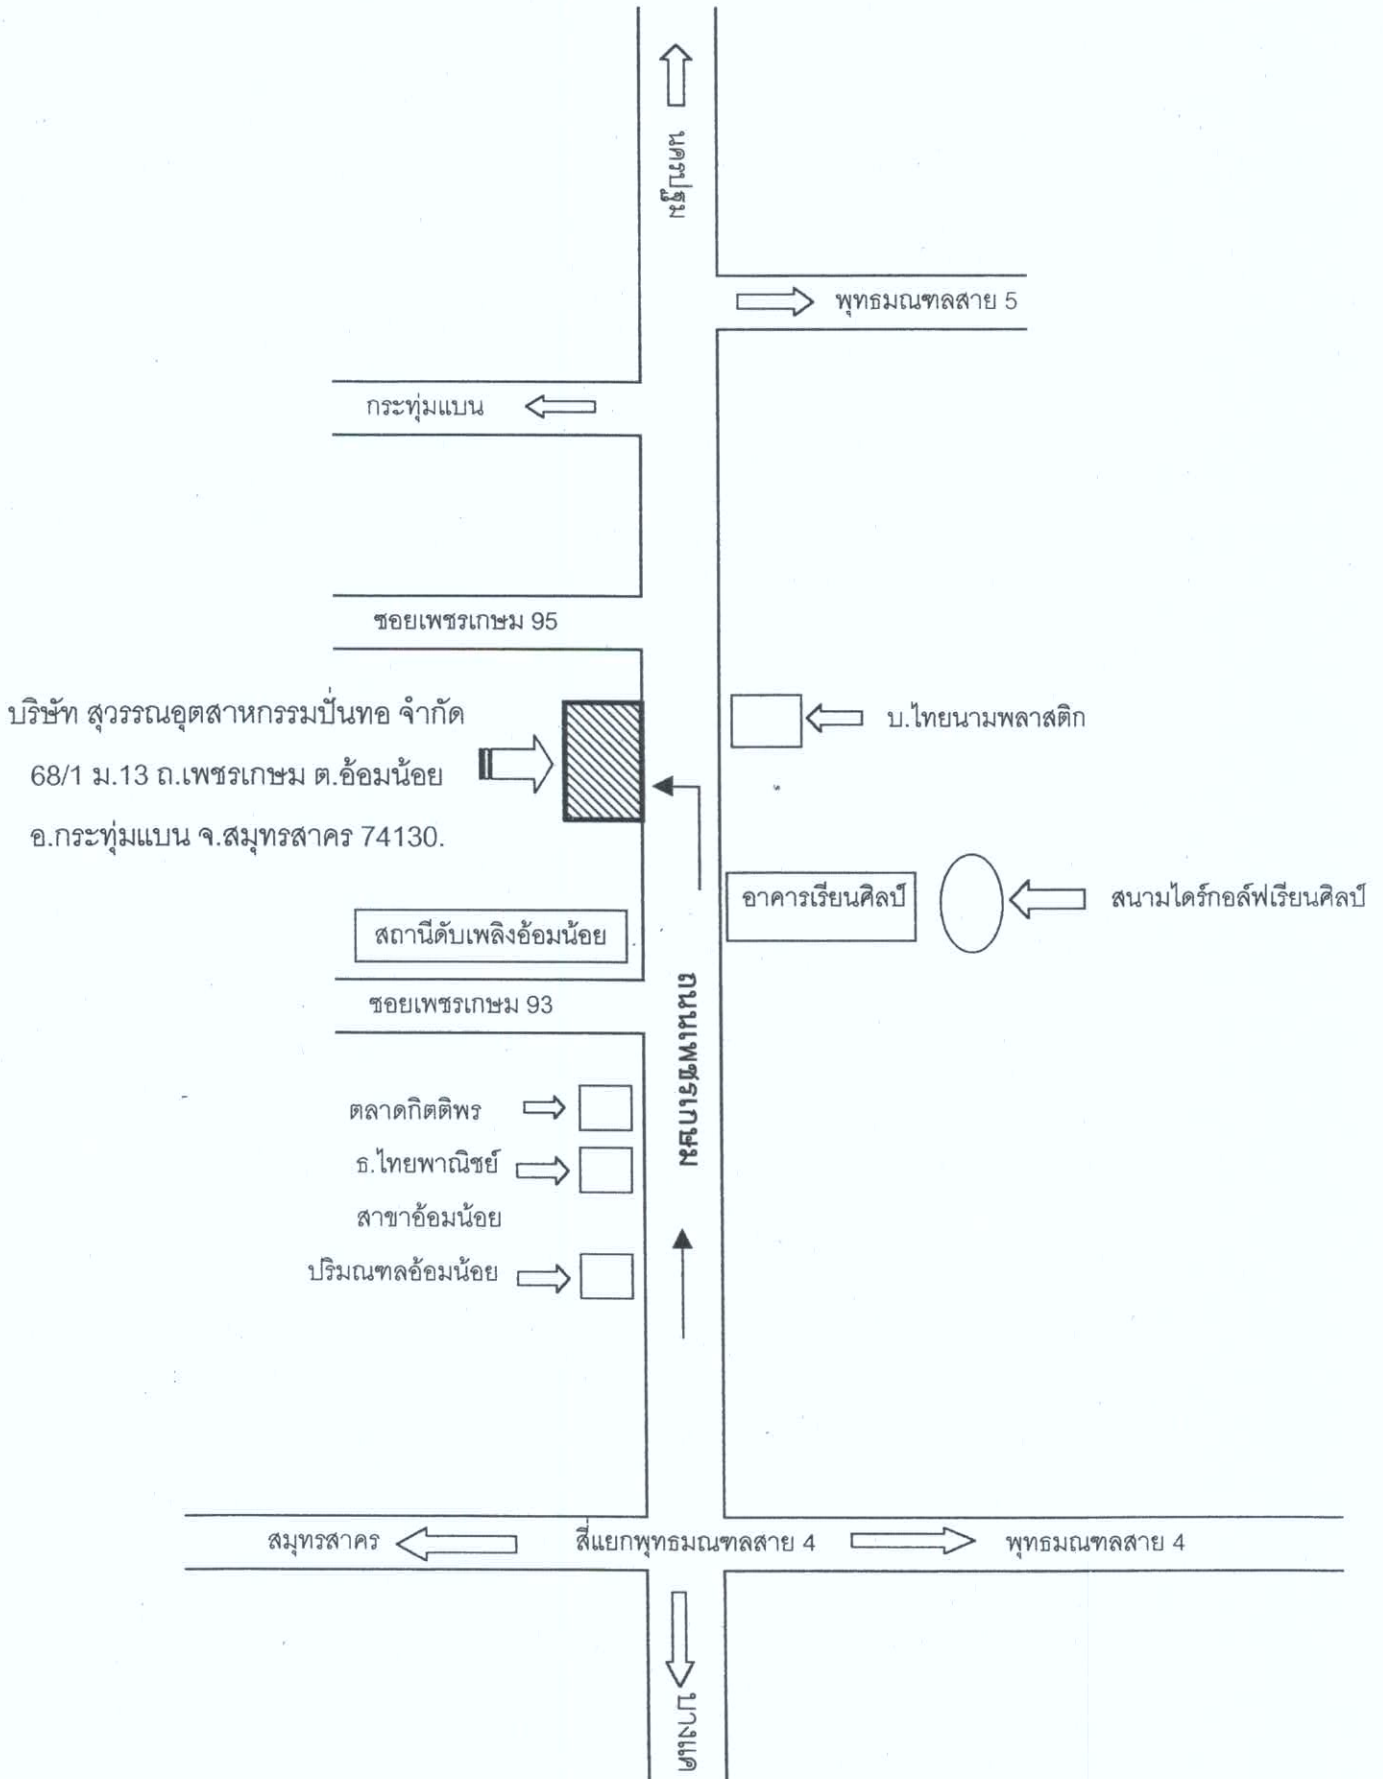 นครปฐม
พุทธมณฑลสาย 5
กระทุ่มแบน
ซอยเพชรเกษม 95
บริษัท สุวรรณอุตสาหกรรมปั่นทอ จำกัด
68/1 ม.13 ถ.เพชรเกษม ต.อ้อมน้อย
อ.กระทุ่มแบน จ.สมุทรสาคร 74130.
บ.ไทยนามพลาสติก
อาคารเรียนศิลป์
สนามไดร์กอล์ฟเรียนศิลป์
สถานีดับเพลิงอ้อมน้อย
ซอยเพชรเกษม 93
ถนนเพชรเกษม
ตลาดกิตติพร
ธ.ไทยพาณิชย์
สาขาอ้อมน้อย
ปริมณฑลอ้อมน้อย
สมุทรสาคร
สี่แยกพุทธมณฑลสาย 4
พุทธมณฑลสาย 4
บางแค